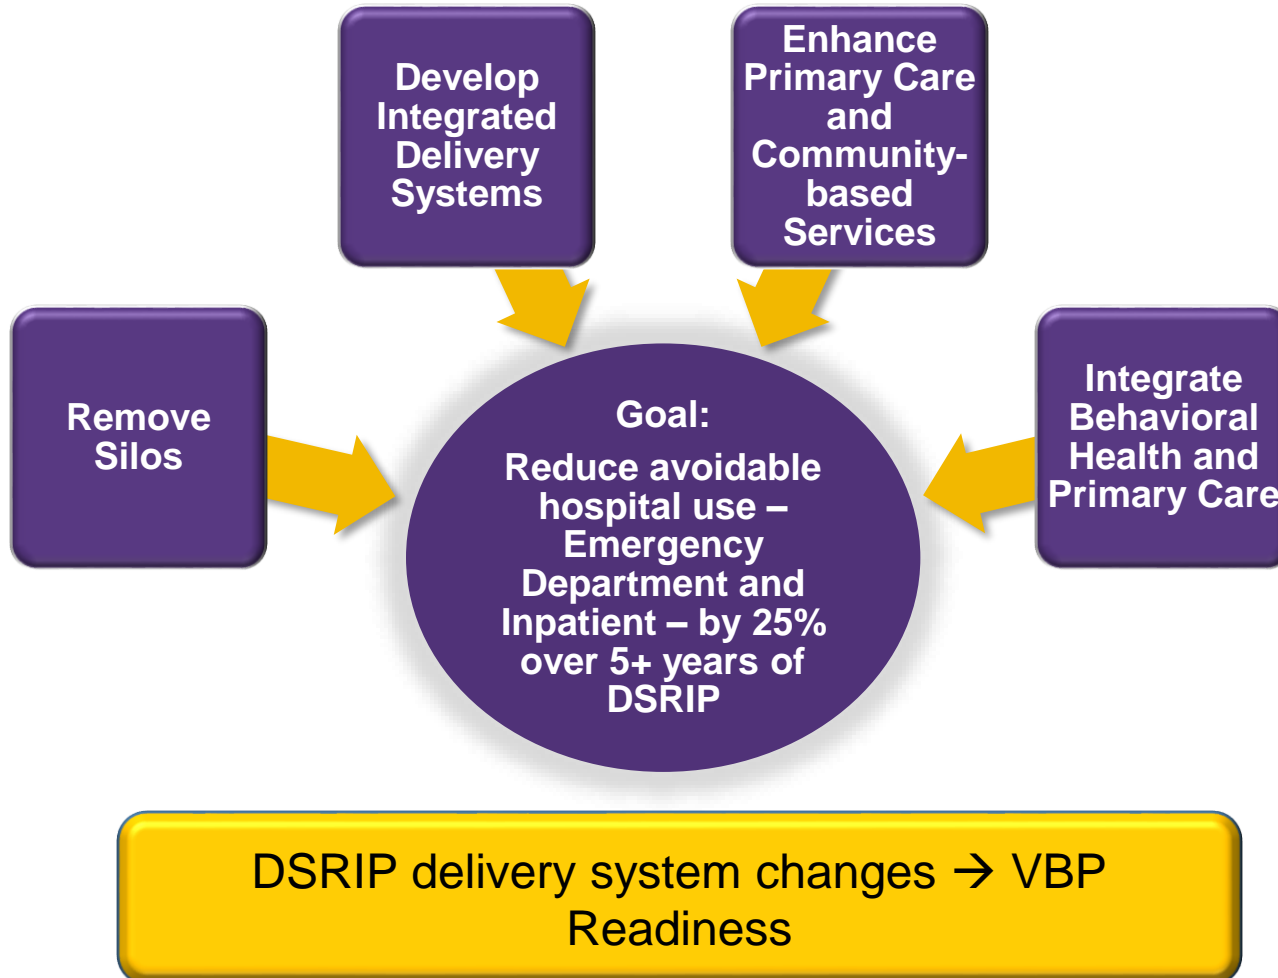 Develop
Integrated
Delivery
Systems
Enhance
Primary Care
and
Community-
based
Services
Remove
Silos
Integrate
Behavioral
Health and
Primary Care
Goal:
Reduce avoidable
hospital use –
Emergency
Department and
Inpatient – by 25%
over 5+ years of
DSRIP
DSRIP delivery system changes → VBP
Readiness